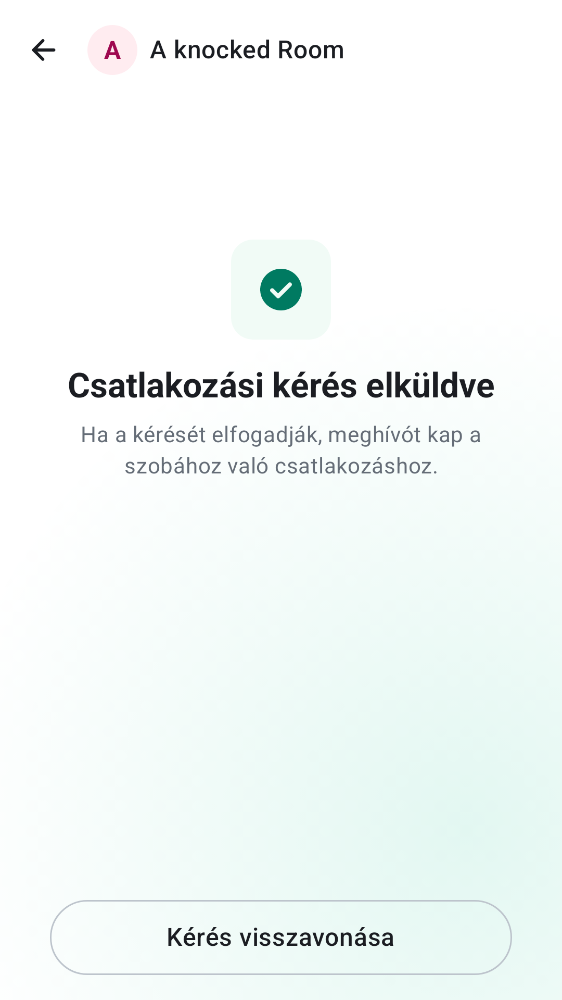 A
A knocked Room
Csatlakozási kérés elküldve
Ha a kérését elfogadják, meghívót kap a
szobához való csatlakozáshoz.
Kérés visszavonása